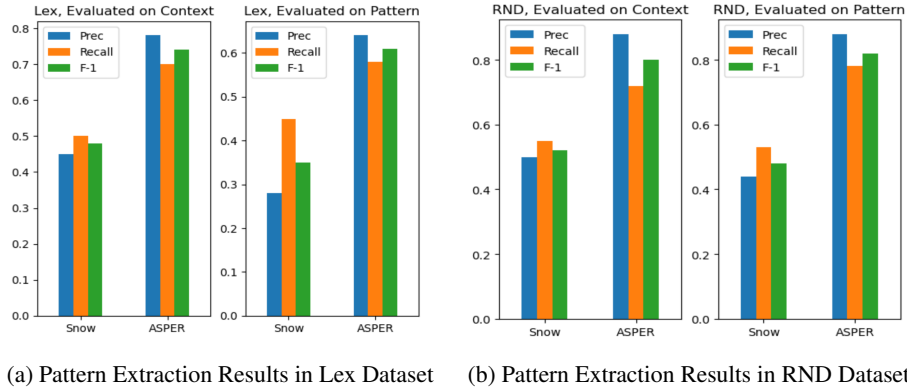 Lex, Evaluated on Context
0.8
0.7
0.6
0.5
0.4
0.3
0.2
0.1
0.0
Prec
Recall
F-1
Snow
ASPER
Lex, Evaluated on Pattern
0.6
0.5
0.4
0.3
0.2
0.1
0.0
Prec
Recall
F-1
Snow
ASPER
(a) Pattern Extraction Results in Lex Dataset
RND, Evaluated on Context
0.8
0.6
0.4
0.2
0.0
Prec
Recall
F-1
Snow
ASPER
RND, Evaluated on Pattern
0.8
0.6
0.4
0.2
0.0
Prec
Recall
F-1
Snow
ASPER
(b) Pattern Extraction Results in RND Dataset